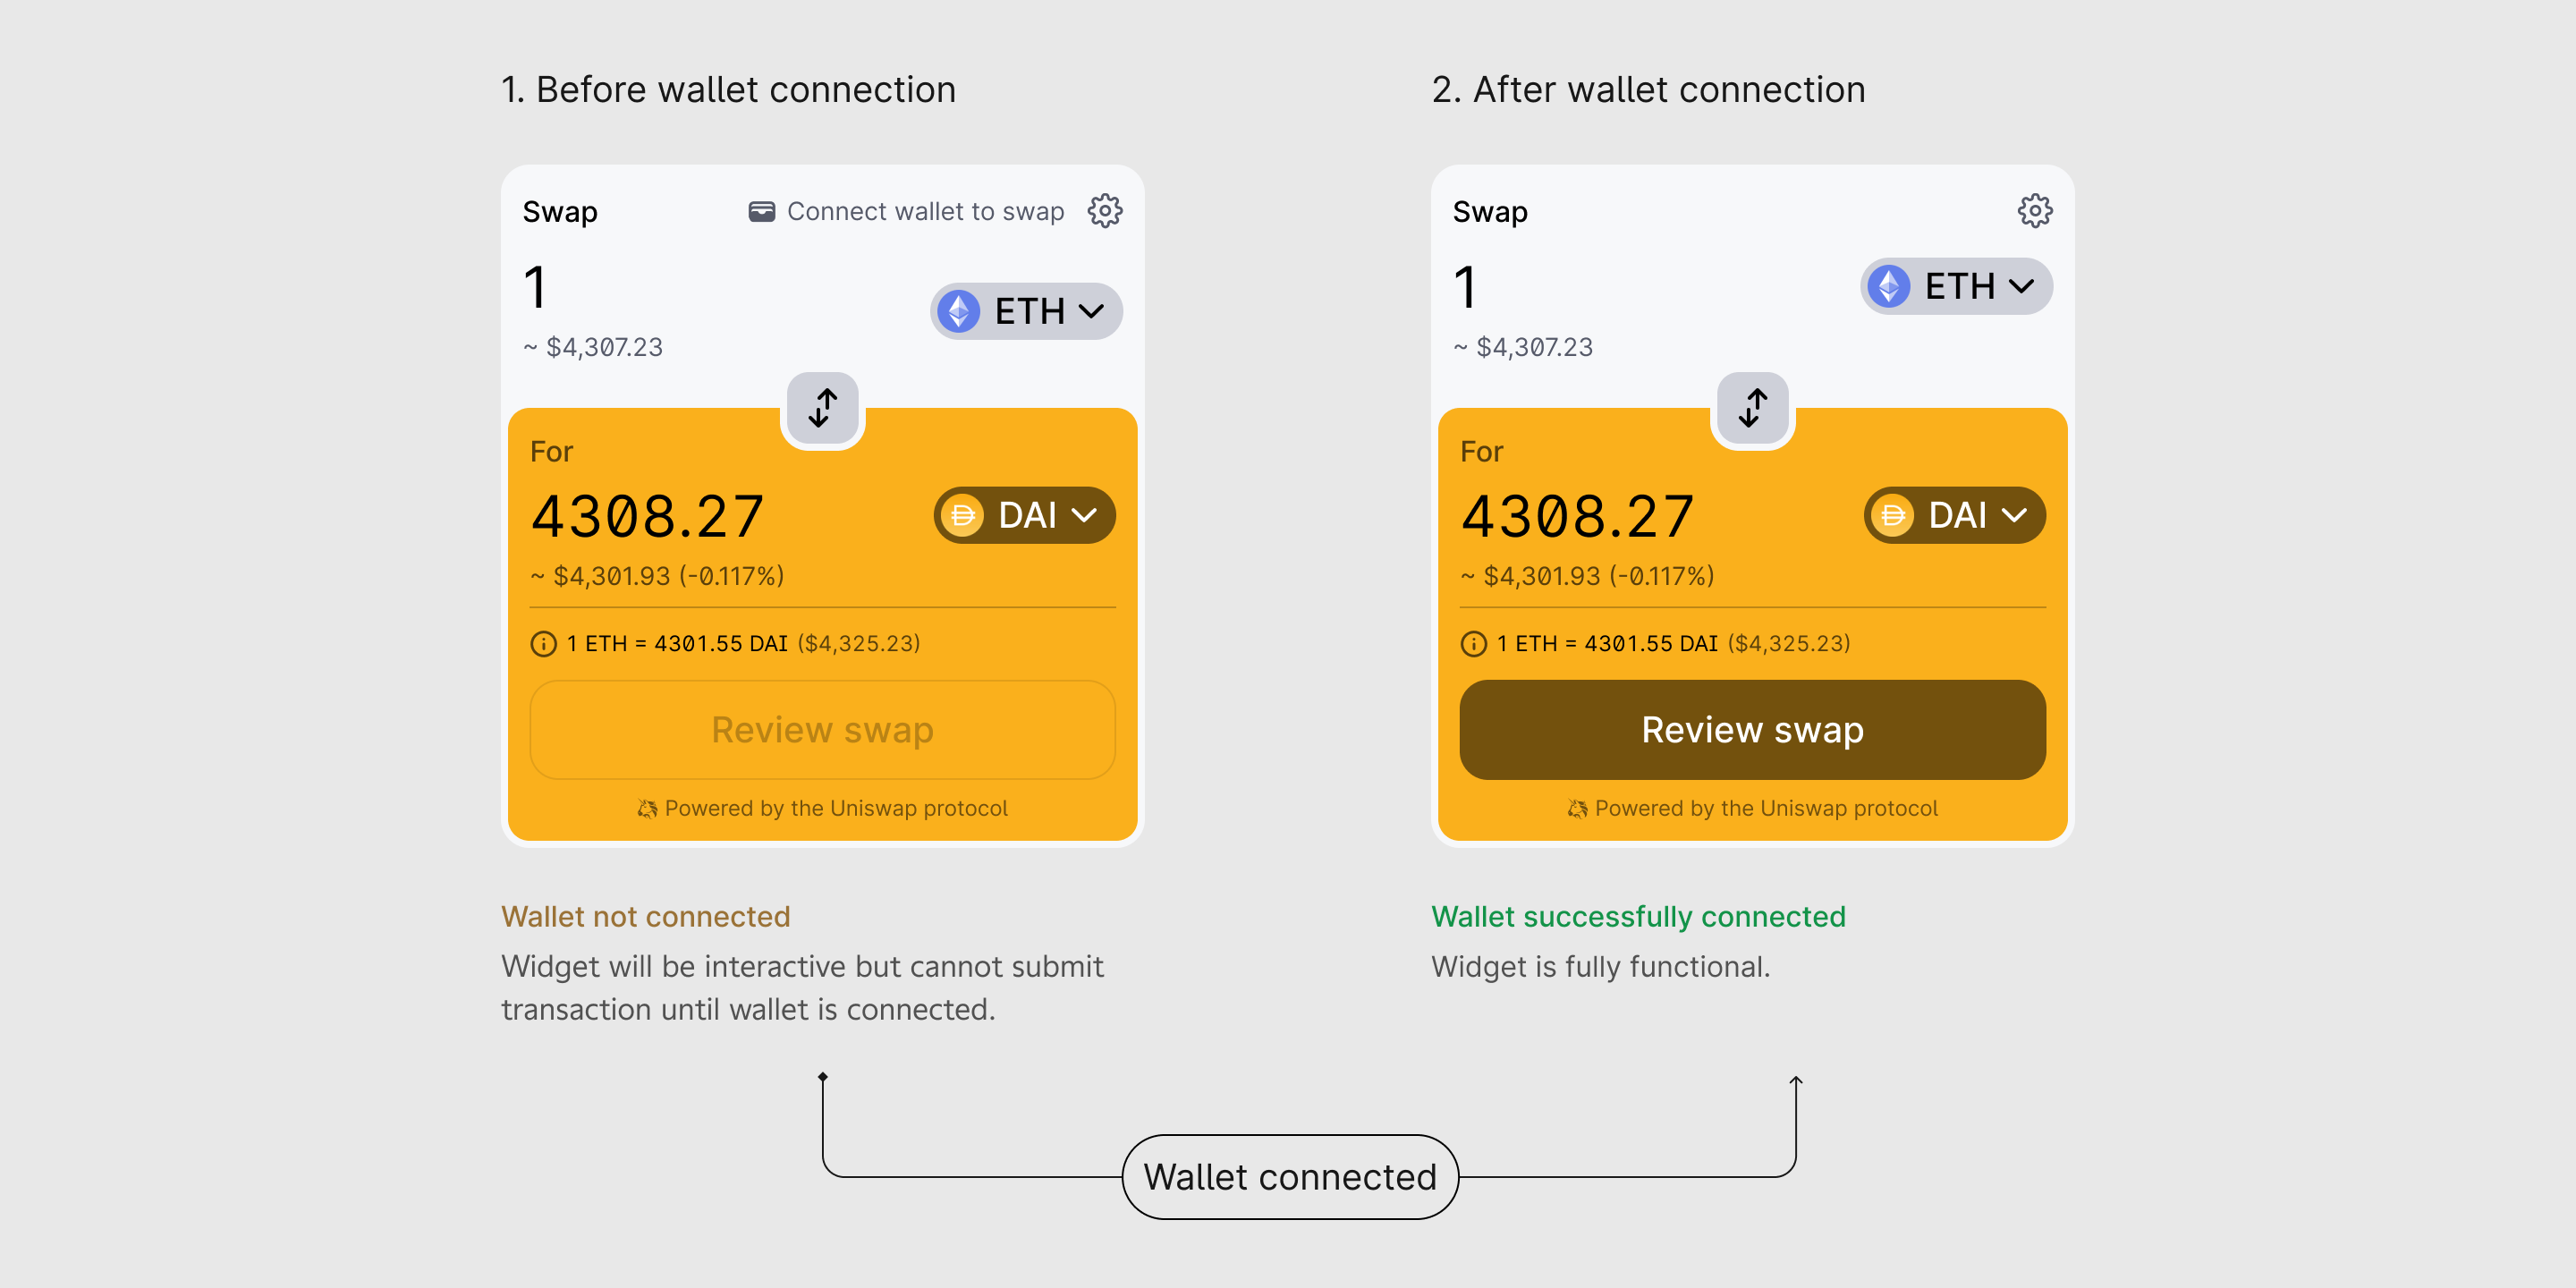 1. Before wallet connection
Swap
Connect wallet to swap
1
ETH
~ $4,307.23
For
4308.27
DAI
~ $4,301.93 (-0.117%)
1 ETH = 4301.55 DAI ($4,325.23)
Review swap
Powered by the Uniswap protocol
Wallet not connected
Widget will be interactive but cannot submit
transaction until wallet is connected.
2. After wallet connection
Swap
1
ETH
~ $4,307.23
For
4308.27
DAI
~ $4,301.93 (-0.117%)
1 ETH = 4301.55 DAI ($4,325.23)
Review swap
Powered by the Uniswap protocol
Wallet successfully connected
Widget is fully functional.
Wallet connected